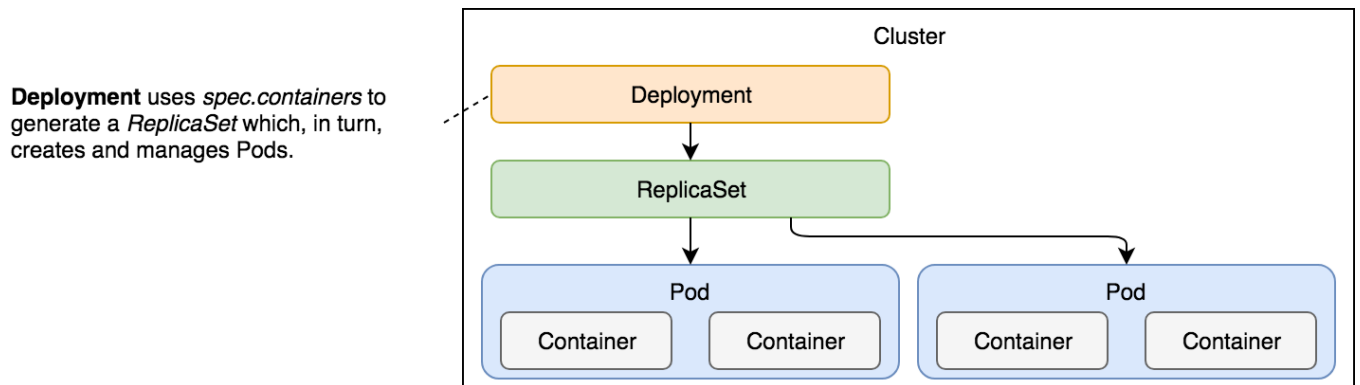 Cluster
Deployment uses spec.containers to
generate a ReplicaSet which, in turn,
creates and manages Pods.
Deployment
ReplicaSet
Pod
Pod
Container
Container
Container
Container